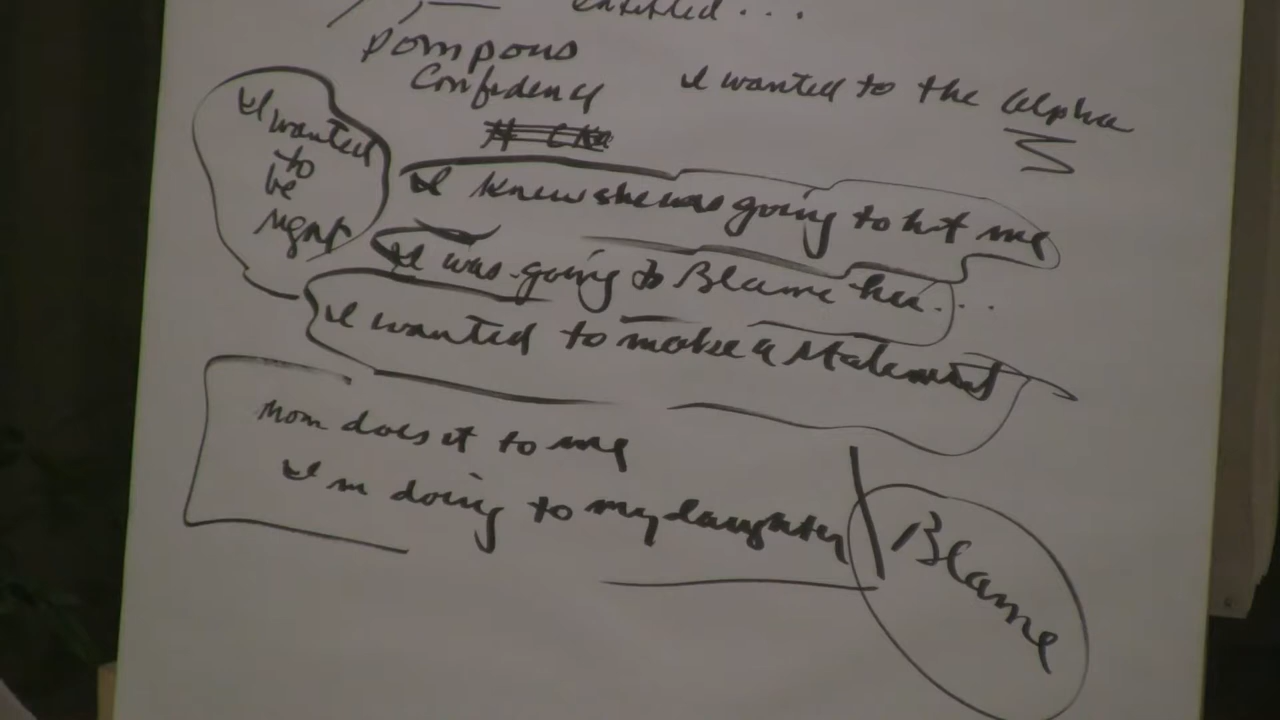 entitled...
Pompous
Confidency
I wanted to the alpha
I wanted
to
be
right
I knew she was going to hit me
I was going to Blame her...
I wanted to make a statement
Mom does it to me
I'm doing to my daughter
Blame